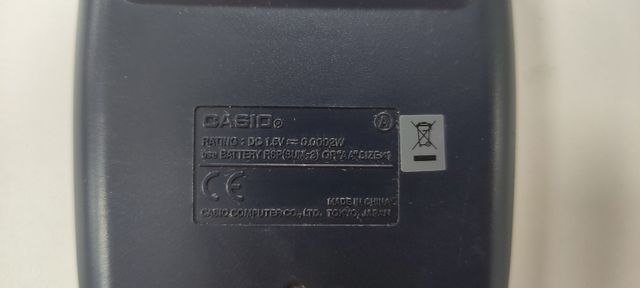 CASIO® Ⓐ
RATING : DC 1.5V ⎓ 0.0002W
Use BATTERY R6P(SUM-3) OR "AA" SIZE×1
CE
MADE IN CHINA
CASIO COMPUTER CO., LTD. TOKYO, JAPAN